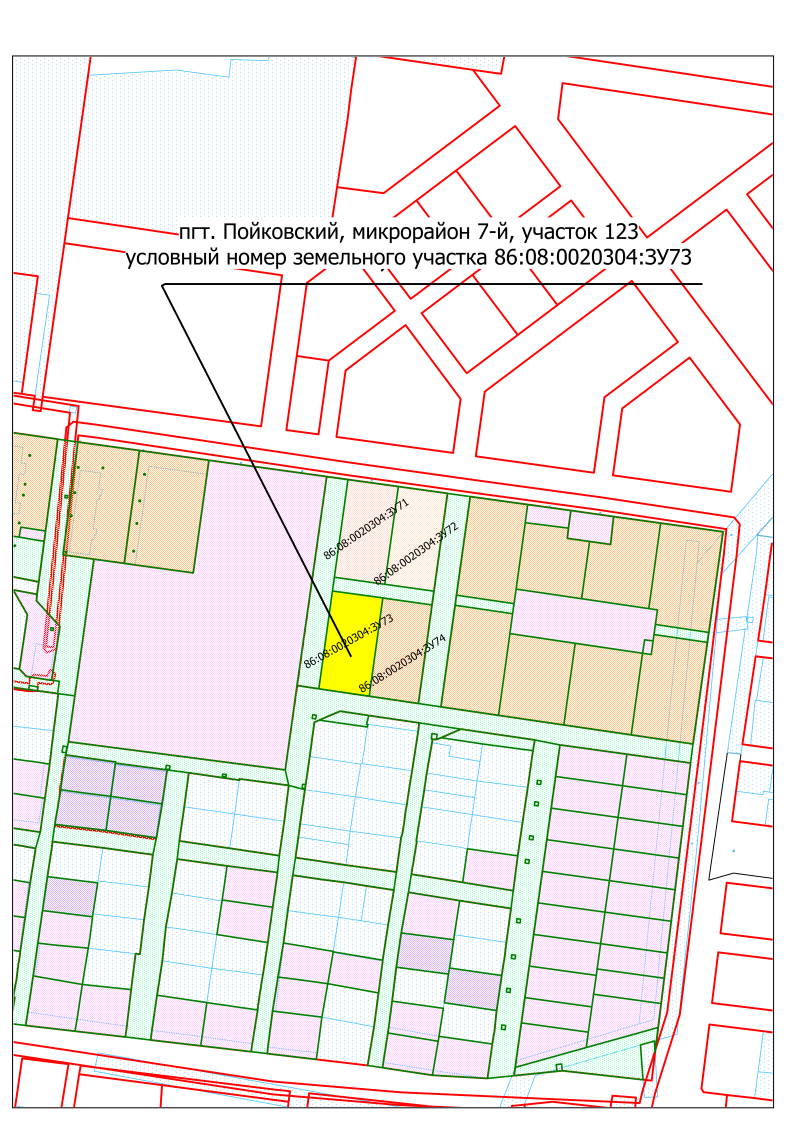 пгт. Пойковский, микрорайон 7-й, участок 123
условный номер земельного участка 86:08:0020304:ЗУ73
86:08:0020304:ЗУ71
86:08:0020304:ЗУ72
86:08:0020304:ЗУ73
86:08:0020304:ЗУ74